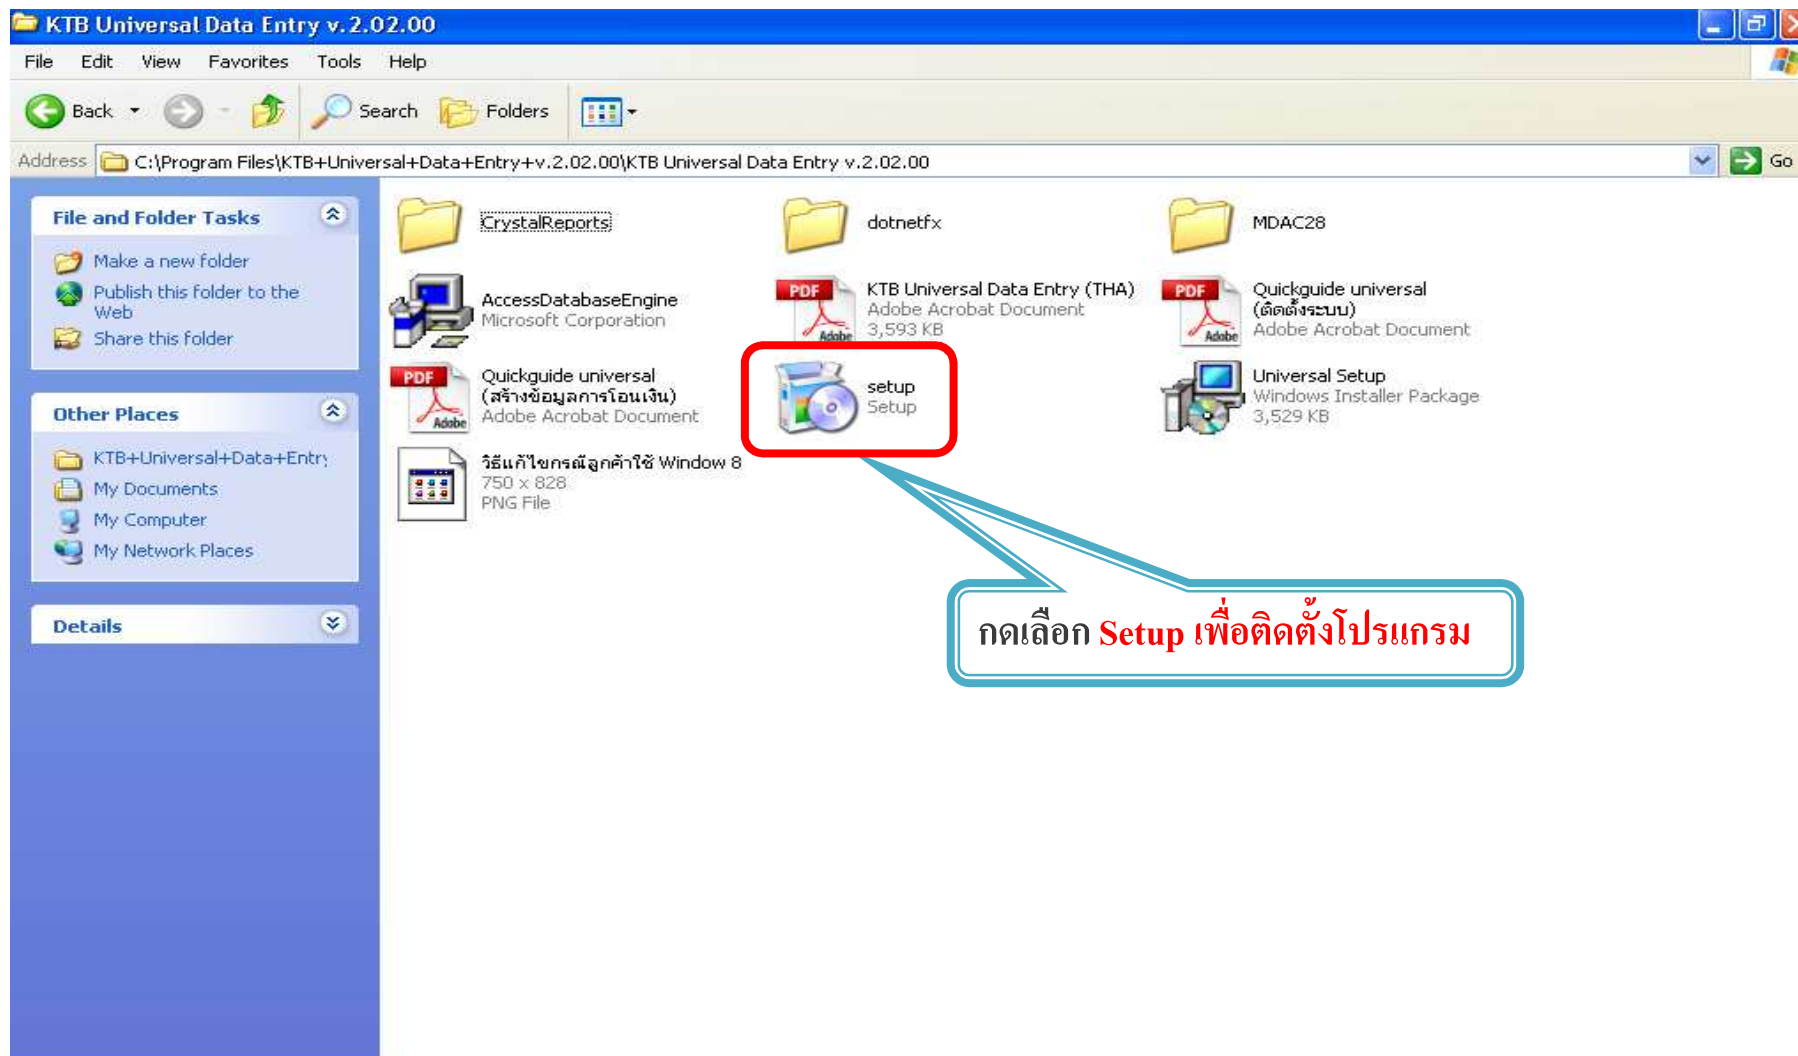 KTB Universal Data Entry v.2.02.00
File Edit View Favorites Tools Help
Back Search Folders
Address C:\Program Files\KTB+Universal+Data+Entry+v.2.02.00\KTB Universal Data Entry v.2.02.00 Go
File and Folder Tasks
Make a new folder
Publish this folder to the
Web
Share this folder
Other Places
KTB+Universal+Data+Entry
My Documents
My Computer
My Network Places
Details
CrystalReports
dotnetfx
MDAC28
AccessDatabaseEngine
Microsoft Corporation
PDF
Adobe
KTB Universal Data Entry (THA)
Adobe Acrobat Document
3,593 KB
PDF
Adobe
Quickguide universal
(ติดตั้งระบบ)
Adobe Acrobat Document
PDF
Adobe
Quickguide universal
(สร้างข้อมูลการโอนเงิน)
Adobe Acrobat Document
setup
Setup
Universal Setup
Windows Installer Package
3,529 KB
วิธีแก้ไขกรณีลูกค้าใช้ Window 8
750 x 828
PNG File
กดเลือก Setup เพื่อติดตั้งโปรแกรม